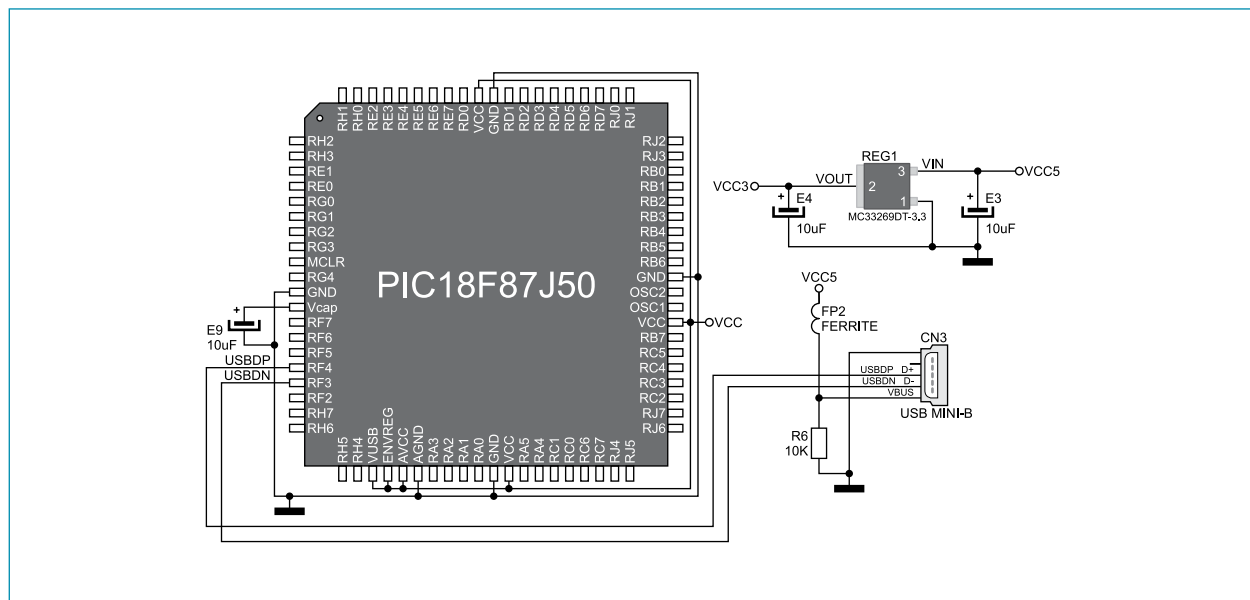 RH1
RH0
RE2
RE3
RE4
RE5
RE6
RE7
RD0
VCC
GND
RD1
RD2
RD3
RD4
RD5
RD6
RD7
RJ0
RJ1
RH2
RH3
RE1
RE0
RG0
RG1
RG2
RG3
MCLR
RG4
GND
Vcap
RF7
RF6
RF5
RF4
RF3
RF2
RH7
RH6
PIC18F87J50
RJ2
RJ3
RB0
RB1
RB2
RB3
RB4
RB5
RB6
GND
OSC2
OSC1
VCC
RB7
RC5
RC4
RC3
RC2
RJ7
RJ6
RH5
RH4
VUSB
ENVREG
AVCC
AGND
RA3
RA2
RA1
RA0
GND
VCC
RA5
RA4
RC1
RC0
RC6
RC7
RJ4
RJ5
+
E9
10uF
USBDP
USBDN
VCC
REG1
VCC3
VOUT
2
3
1
VIN
VCC5
MC33269DT-3.3
+
E4
10uF
+
E3
10uF
VCC5
FP2
FERRITE
CN3
USBDP D+
USBDN D-
VBUS
USB MINI-B
R6
10K